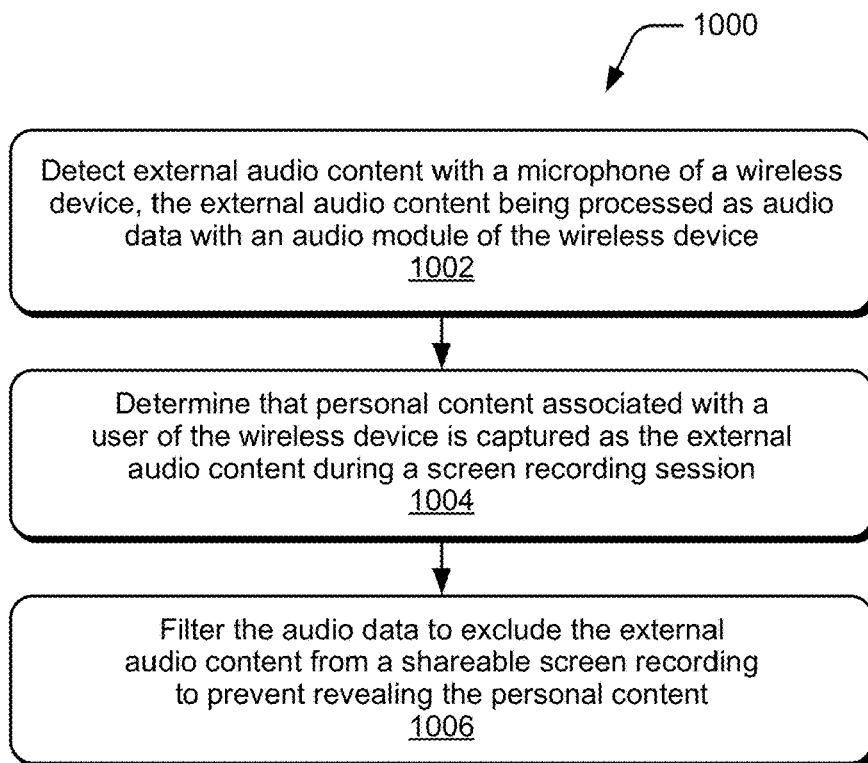 1000
Detect external audio content with a microphone of a wireless
device, the external audio content being processed as audio
data with an audio module of the wireless device
1002
Determine that personal content associated with a
user of the wireless device is captured as the external
audio content during a screen recording session
1004
Filter the audio data to exclude the external
audio content from a shareable screen recording
to prevent revealing the personal content
1006